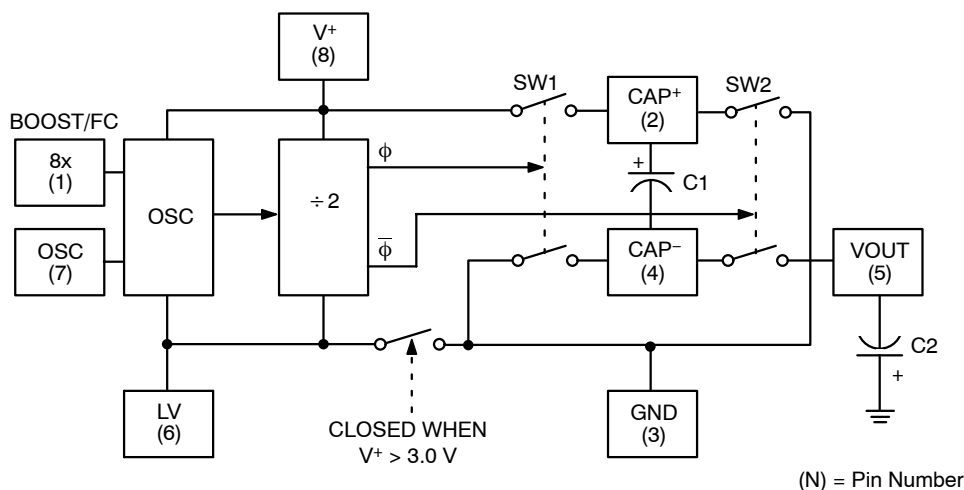 V+
(8)
SW1
CAP+
(2)
SW2
BOOST/FC
8x
(1)
OSC
÷2
ϕ
+
C1
OSC
(7)
ϕ̅
CAP−
(4)
VOUT
(5)
C2
+
LV
(6)
CLOSED WHEN
V+ > 3.0 V
GND
(3)
(N) = Pin Number